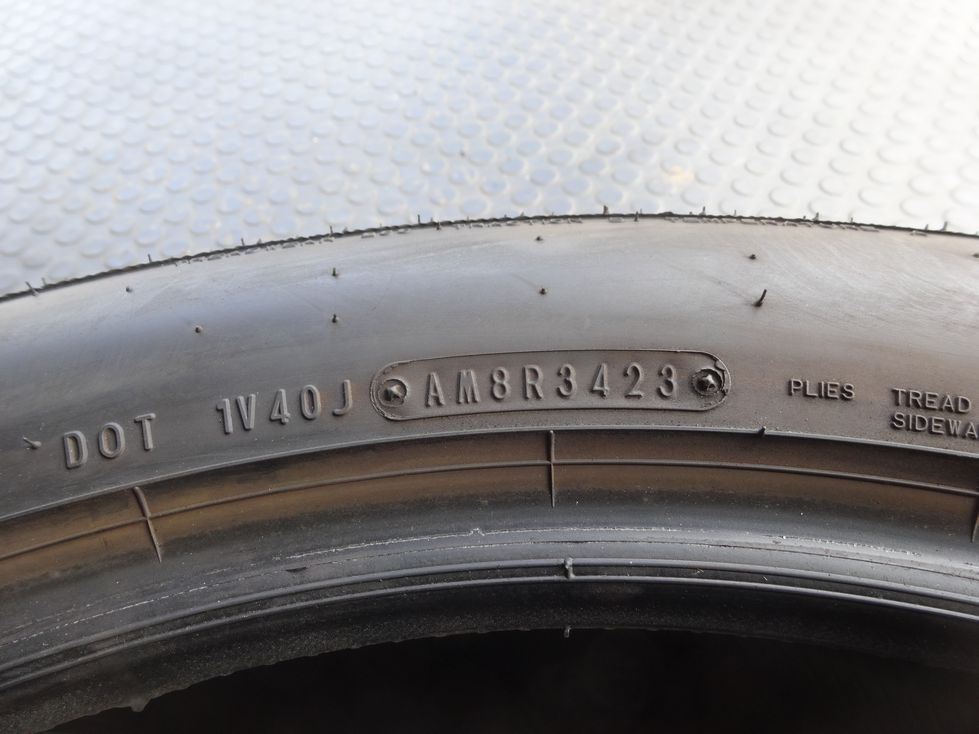 DOT 1V40J AM8R3423
PLIES TREAD
SIDEWA